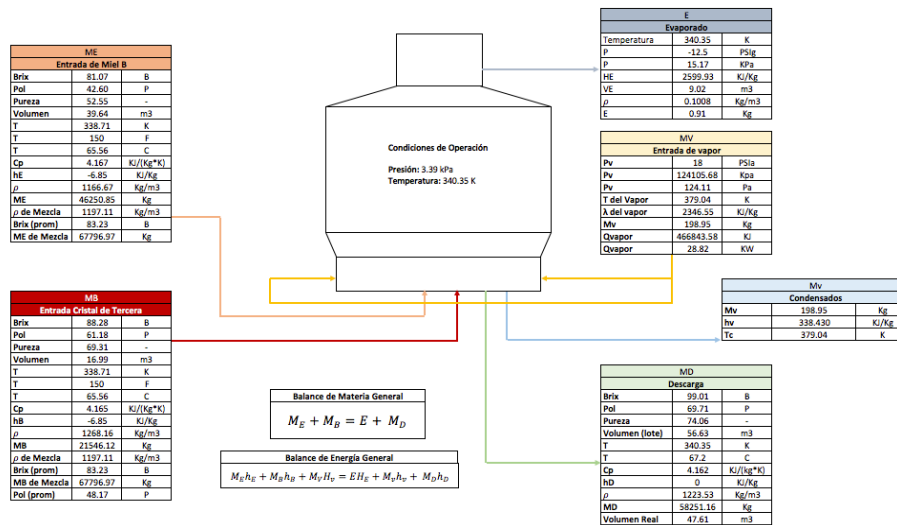 ME
Entrada de Miel B
Brix 81.07 B
Pol 42.60 P
Pureza 52.55 -
Volumen 39.64 m3
T 338.71 K
T 150 F
T 65.56 C
Cp 4.167 KJ/(Kg*K)
hE -6.85 KJ/Kg
ρ 1166.67 Kg/m3
ME 46250.85 Kg
ρ de Mezcla 1197.11 Kg/m3
Brix (prom) 83.23 B
ME de Mezcla 67796.97 Kg
MB
Entrada Cristal de Tercera
Brix 88.28 B
Pol 61.18 P
Pureza 69.31 -
Volumen 16.99 m3
T 338.71 K
T 150 F
T 65.56 C
Cp 4.165 KJ/(Kg*K)
hB -6.85 KJ/Kg
ρ 1268.16 Kg/m3
MB 21546.12 Kg
ρ de Mezcla 1197.11 Kg/m3
Brix (prom) 83.23 B
MB de Mezcla 67796.97 Kg
Pol (prom) 48.17 P
Condiciones de Operación
Presión: 3.39 kPa
Temperatura: 340.35 K
Balance de Materia General
M_E + M_B = E + M_D
Balance de Energía General
M_E h_E + M_B h_B + M_V H_v = E H_E + M_v h_v + M_D h_D
E
Evaporado
Temperatura 340.35 K
P -12.5 PSIg
P 15.17 KPa
HE 2599.93 KJ/Kg
VE 9.02 m3
ρ 0.1008 Kg/m3
E 0.91 Kg
MV
Entrada de vapor
Pv 18 PSIa
Pv 124105.68 Kpa
Pv 124.11 Pa
T del Vapor 379.04 K
λ del vapor 2346.55 KJ/Kg
Mv 198.95 Kg
Qvapor 466843.58 KJ
Qvapor 28.82 KW
Mv
Condensados
Mv 198.95 Kg
hv 338.430 KJ/Kg
Tc 379.04 K
MD
Descarga
Brix 99.01 B
Pol 69.71 P
Pureza 74.06 -
Volumen (lote) 56.63 m3
T 340.35 K
T 67.2 C
Cp 4.162 KJ/(kg*K)
hD 0 KJ/Kg
ρ 1223.53 Kg/m3
MD 58251.16 Kg
Volumen Real 47.61 m3